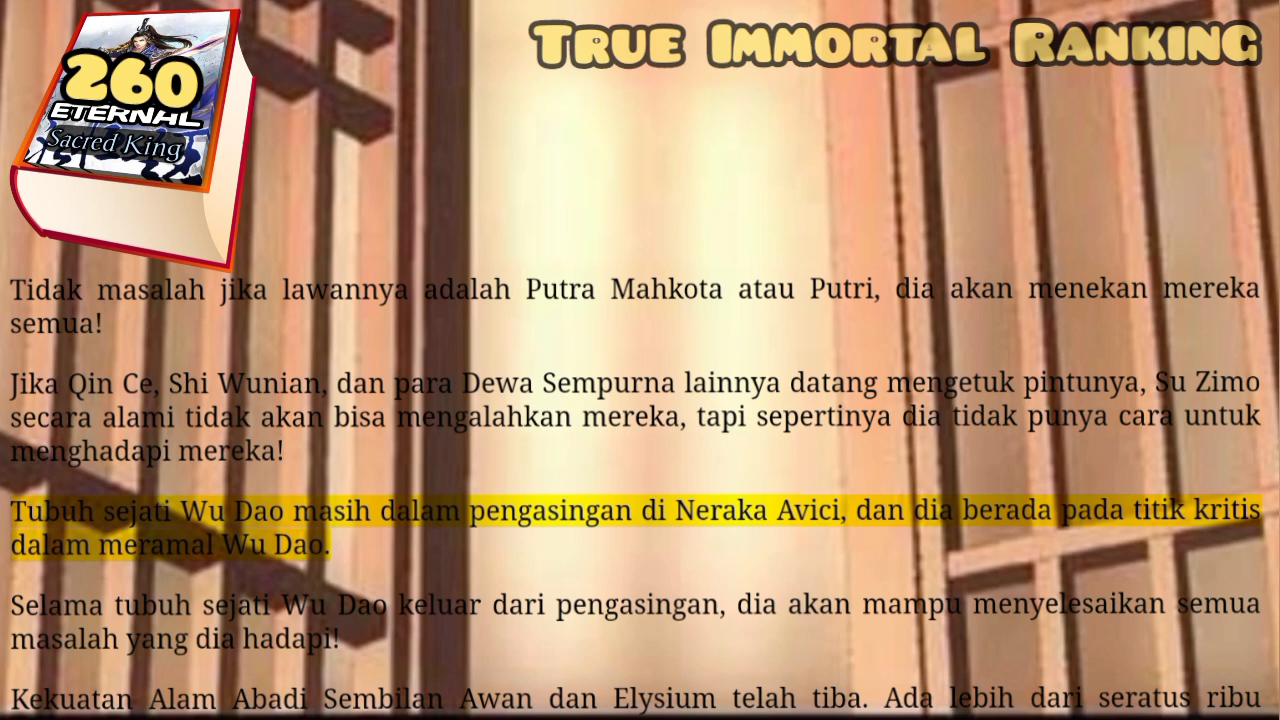 True Immortal Ranking
260
ETERNAL
Sacred King
Tidak masalah jika lawannya adalah Putra Mahkota atau Putri, dia akan menekan mereka
semua!
Jika Qin Ce, Shi Wunian, dan para Dewa Sempurna lainnya datang mengetuk pintunya, Su Zimo
secara alami tidak akan bisa mengalahkan mereka, tapi sepertinya dia tidak punya cara untuk
menghadapi mereka!
Tubuh sejati Wu Dao masih dalam pengasingan di Neraka Avici, dan dia berada pada titik kritis
dalam meramal Wu Dao.
Selama tubuh sejati Wu Dao keluar dari pengasingan, dia akan mampu menyelesaikan semua
masalah yang dia hadapi!
Kekuatan Alam Abadi Sembilan Awan dan Elysium telah tiba. Ada lebih dari seratus ribu